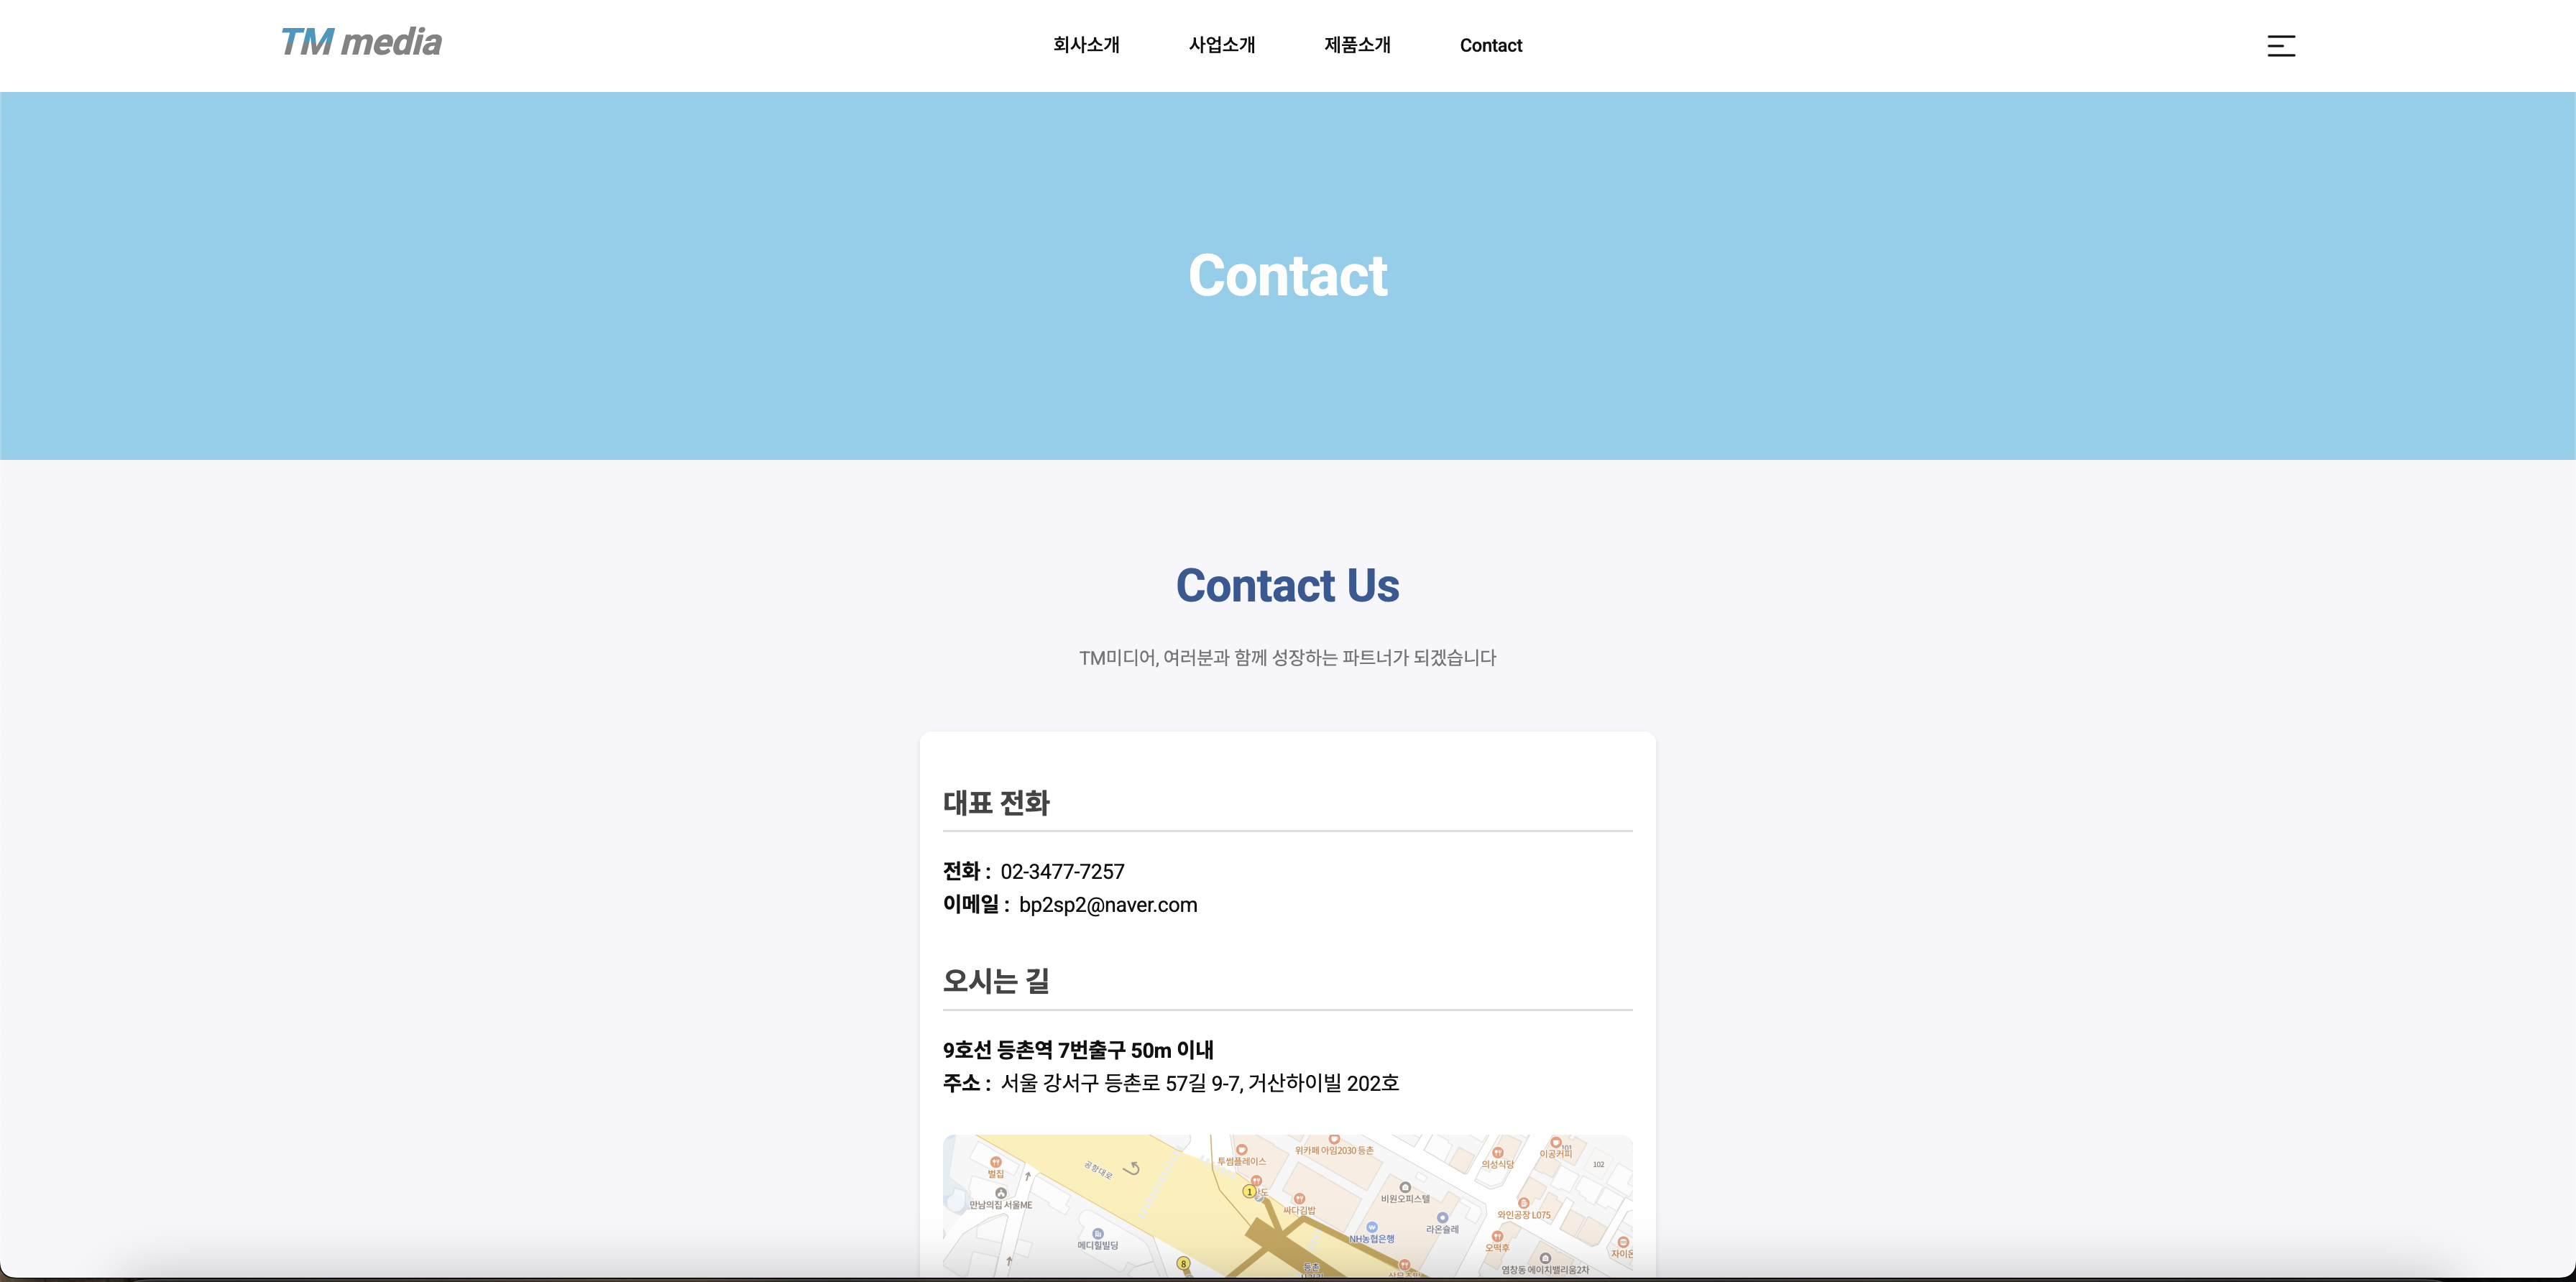 TM media
회사소개 사업소개 제품소개 Contact
Contact
Contact Us
TM미디어, 여러분과 함께 성장하는 파트너가 되겠습니다
대표 전화
전화 : 02-3477-7257
이메일 : bp2sp2@naver.com
오시는 길
9호선 등촌역 7번출구 50m 이내
주소 : 서울 강서구 등촌로 57길 9-7, 거산하이빌 202호
위카페 아임2030 등촌
101
이공커피
투썸플레이스
의성식당
102
공항대로
벌집
1
비원오피스텔
만남의집 서울ME
싸다김밥
와인공장 L075
라온슐레
NH농협은행
메디힐빌딩
오떡후
8
등촌
염창동 에이치밸리움2차